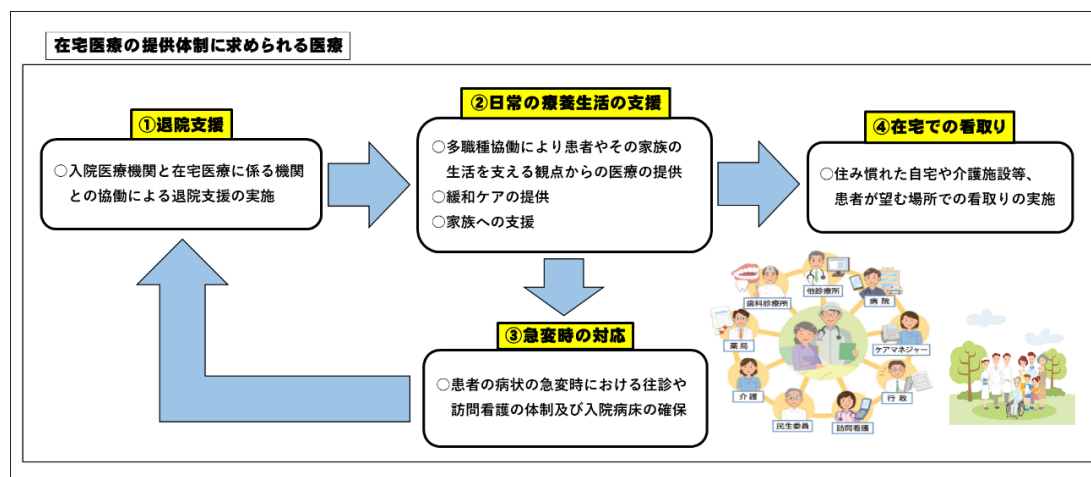 在宅医療の提供体制に求められる医療
①退院支援
○入院医療機関と在宅医療に係る機関
との協働による退院支援の実施
②日常の療養生活の支援
○多職種協働により患者やその家族の
生活を支える観点からの医療の提供
○緩和ケアの提供
○家族への支援
④在宅での看取り
○住み慣れた自宅や介護施設等、
患者が望む場所での看取りの実施
③急変時の対応
○患者の病状の急変時における往診や
訪問看護の体制及び入院病床の確保
他診療所
病院
ケアマネジャー
行政
訪問看護
民生委員
介護
薬局
歯科診療所